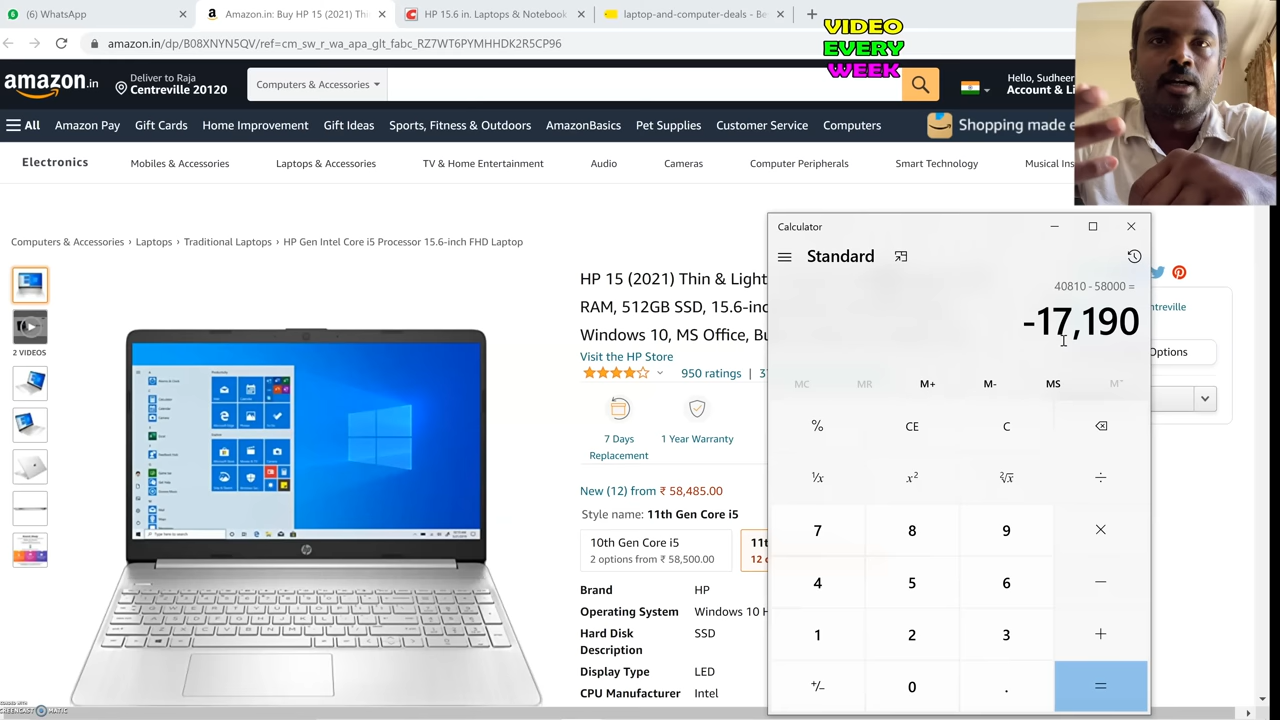 (6) WhatsApp
Amazon.in: Buy HP 15 (2021) Thi
HP 15.6 in. Laptops & Notebook
laptop-and-computer-deals - Be
amazon.in/dp/B08XNYN5QV/ref=cm_sw_r_wa_apa_glt_fabc_RZ7WT6PYMHHDK2R5CP96
VIDEO
EVERY
WEEK
amazon.in
Deliver to Raj
Centreville 20120
Computers & Accessories
Hello, Sudheer
Account & Li
All Amazon Pay Gift Cards Home Improvement Gift Ideas Sports, Fitness & Outdoors AmazonBasics Pet Supplies Customer Service Computers
Shopping made e
Electronics Mobiles & Accessories Laptops & Accessories TV & Home Entertainment Audio Cameras Computer Peripherals Smart Technology Musical Ins
Computers & Accessories › Laptops › Traditional Laptops › HP Gen Intel Core i5 Processor 15.6-inch FHD Laptop
2 VIDEOS
HP 15 (2021) Thin & Light
RAM, 512GB SSD, 15.6-inc
Windows 10, MS Office, Bu
Visit the HP Store
950 ratings | 3
7 Days
Replacement
1 Year Warranty
New (12) from ₹ 58,485.00
Style name: 11th Gen Core i5
10th Gen Core i5
2 options from ₹ 58,500.00
11t
12 o
Brand HP
Operating System Windows 10 H
Hard Disk
Description
SSD
Display Type LED
CPU Manufacturer Intel
Calculator
Standard
40810 - 58000 =
-17,190
MC MR M+ M- MS M˅
% CE C
¹/x x² ²√x ÷
7 8 9 ×
4 5 6 −
1 2 3 +
+/− 0 . =
ntreville
Options
hp
SCREENCAST MATIC